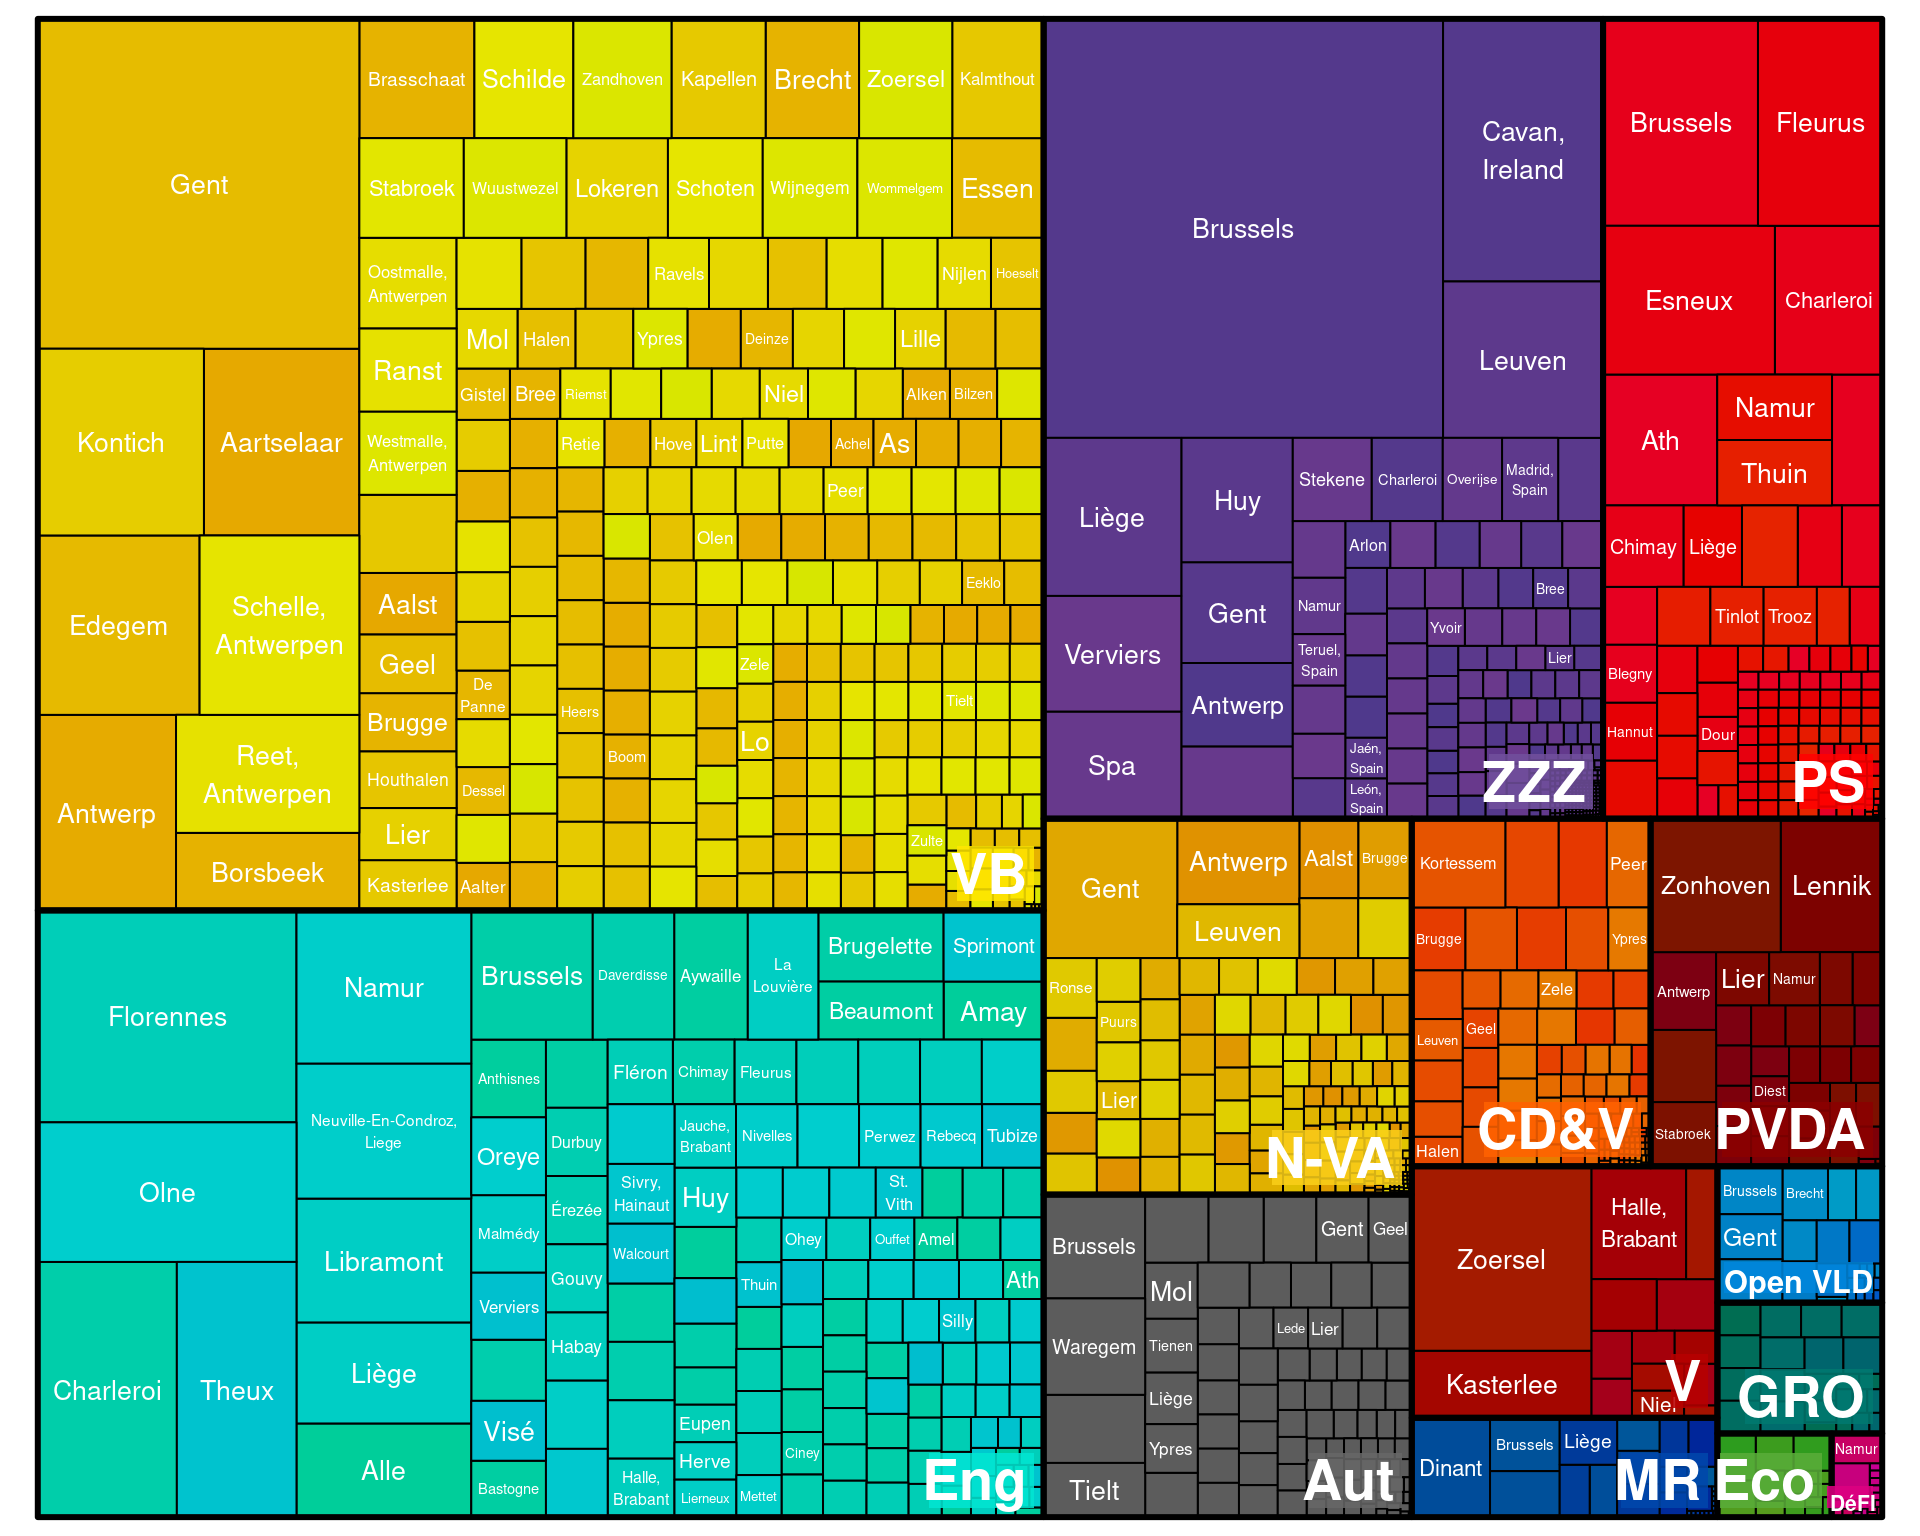 Gent
Brasschaat
Schilde
Zandhoven
Kapellen
Brecht
Zoersel
Kalmthout
Stabroek
Wuustwezel
Lokeren
Schoten
Wijnegem
Wommelgem
Essen
Oostmalle,
Antwerpen
Ravels
Nijlen
Hoeselt
Mol
Halen
Ypres
Deinze
Lille
Ranst
Gistel
Bree
Riemst
Niel
Alken
Bilzen
Kontich
Aartselaar
Westmalle,
Antwerpen
Retie
Hove
Lint
Putte
Achel
As
Peer
Olen
Eeklo
Edegem
Schelle,
Antwerpen
Aalst
Geel
De
Panne
Zele
Tielt
Heers
Lo
Boom
Brugge
Houthalen
Dessel
Antwerp
Reet,
Antwerpen
Borsbeek
Lier
Kasterlee
Aalter
Zulte
VB
Brussels
Cavan,
Ireland
Leuven
Liège
Huy
Stekene
Charleroi
Overijse
Madrid,
Spain
Arlon
Bree
Gent
Namur
Yvoir
Verviers
Teruel,
Spain
Lier
Antwerp
Spa
Jaén,
Spain
León,
Spain
ZZZ
Brussels
Fleurus
Esneux
Charleroi
Ath
Namur
Thuin
Chimay
Liège
Tinlot
Trooz
Blegny
Hannut
Dour
PS
Florennes
Namur
Brussels
Daverdisse
Aywaille
La
Louvière
Brugelette
Sprimont
Beaumont
Amay
Neuville-En-Condroz,
Liege
Anthisnes
Fléron
Chimay
Fleurus
Durbuy
Jauche,
Brabant
Nivelles
Perwez
Rebecq
Tubize
Olne
Oreye
Sivry,
Hainaut
Huy
St.
Vith
Érezée
Libramont
Malmédy
Walcourt
Ohey
Ouffet
Amel
Gouvy
Thuin
Ath
Verviers
Silly
Habay
Charleroi
Theux
Liège
Visé
Eupen
Herve
Ciney
Alle
Bastogne
Halle,
Brabant
Lierneux
Mettet
Eng
Gent
Antwerp
Aalst
Brugge
Leuven
Ronse
Puurs
Lier
N-VA
Kortessem
Peer
Brugge
Ypres
Zele
Geel
Leuven
Halen
CD&V
Zonhoven
Lennik
Antwerp
Lier
Namur
Diest
Stabroek
PVDA
Brussels
Gent
Geel
Mol
Waregem
Tienen
Lede
Lier
Liège
Ypres
Tielt
Aut
Zoersel
Halle,
Brabant
Kasterlee
V
Brussels
Brecht
Gent
Open VLD
GRO
Dinant
Brussels
Liège
MR
Eco
Namur
DéFI